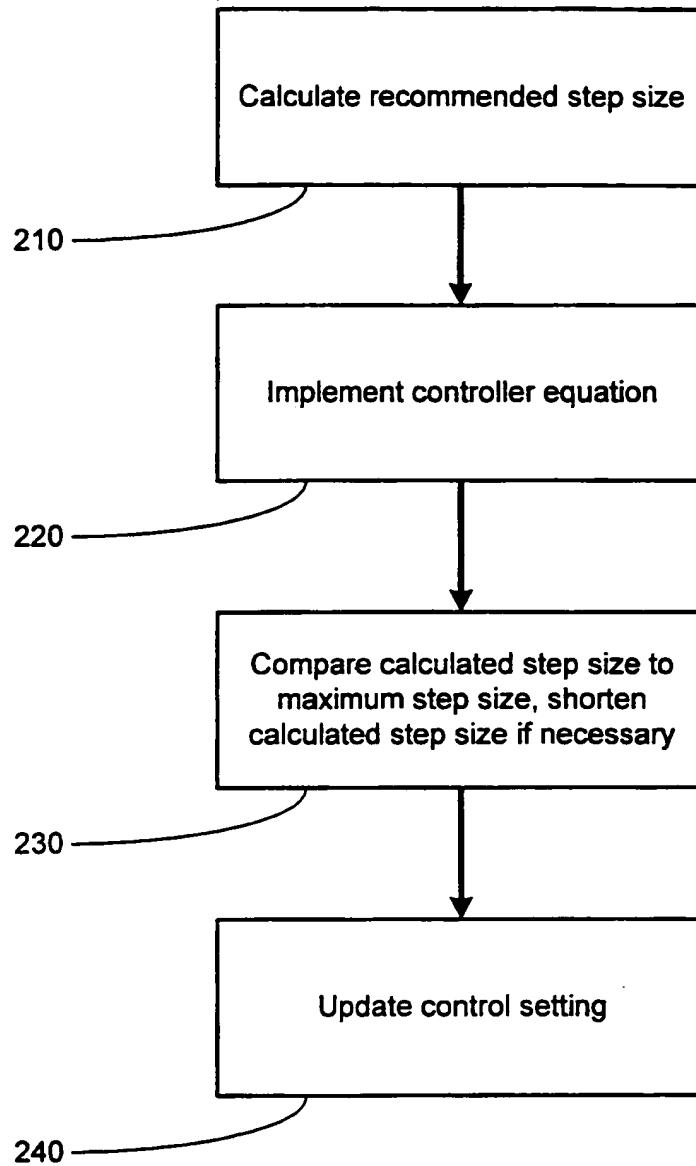 Calculate recommended step size
210
Implement controller equation
220
Compare calculated step size to
maximum step size, shorten
calculated step size if necessary
230
Update control setting
240